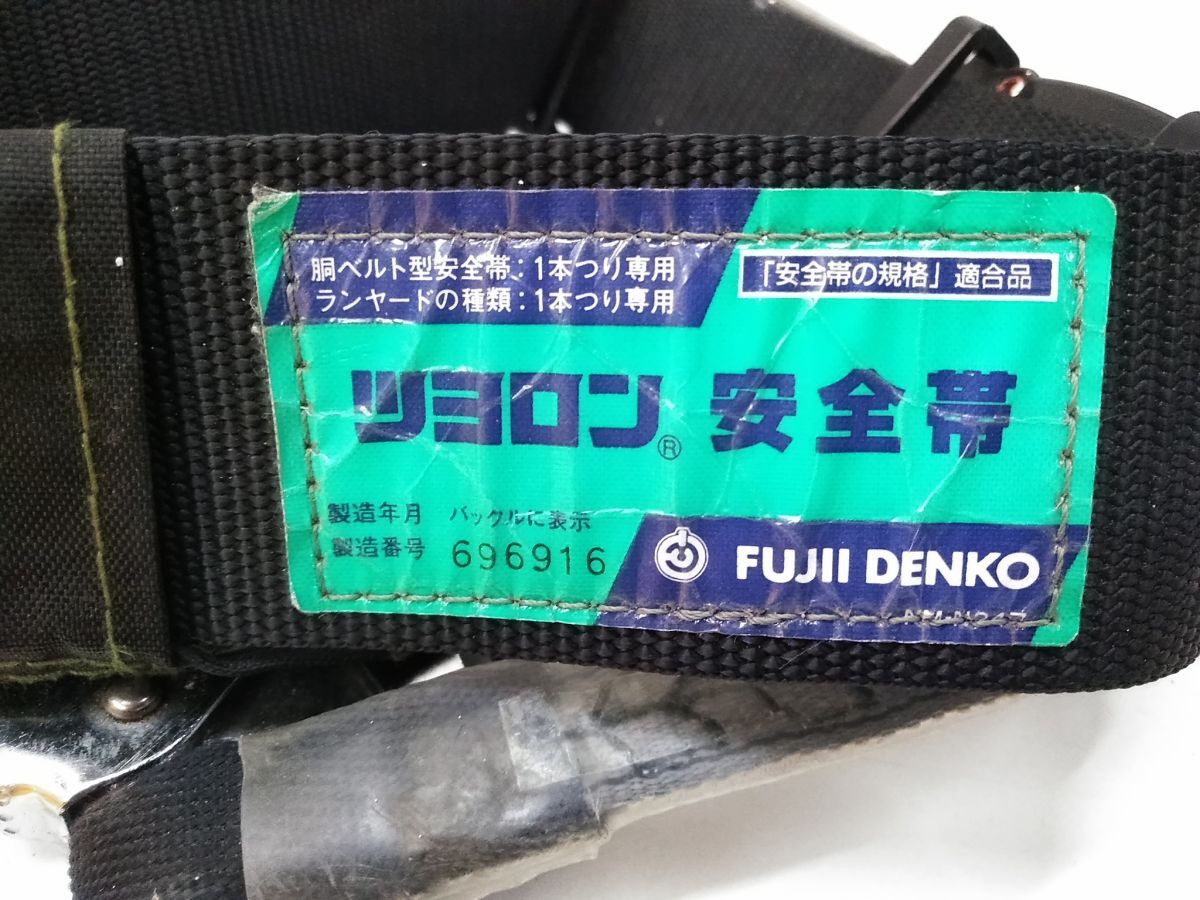 胴ベルト型安全帯：1本つり専用
ランヤードの種類：1本つり専用
「安全帯の規格」適合品
ツヨロン® 安全帯
製造年月 バックルに表示
製造番号 696916
FUJII DENKO